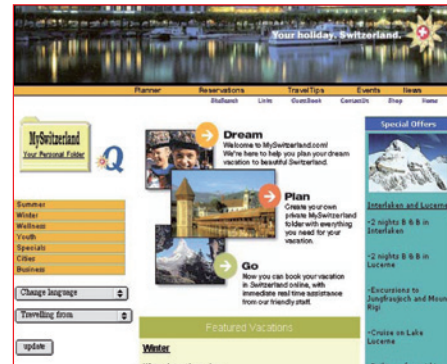 Your holiday. Switzerland.
Planner Reservations TravelTips Events News
SiteSearch Links GuestBook ContactUs Shop Home
MySwitzerland
Your Personal Folder
Q
Summer
Winter
Wellness
Youth
Specials
Cities
Business
Change language
Travelling from
update
Dream
Welcome to MySwitzerland.com!
We're here to help you plan your dream
vacation to beautiful Switzerland.
Plan
Create your own
private MySwitzerland
folder with everything
you need for your
vacation.
Go
Now you can book your vacation
in Switzerland online, with
immediate real time assistance
from our friendly staff.
Featured Vacations
Winter
Special Offers
Interlaken and Lucerne
-2 nights B & B in
Interlaken
-2 nights B & B in
Lucerne
-Excursions to
Jungfraujoch and Moun
Rigi
-Cruise on Lake
Lucerne